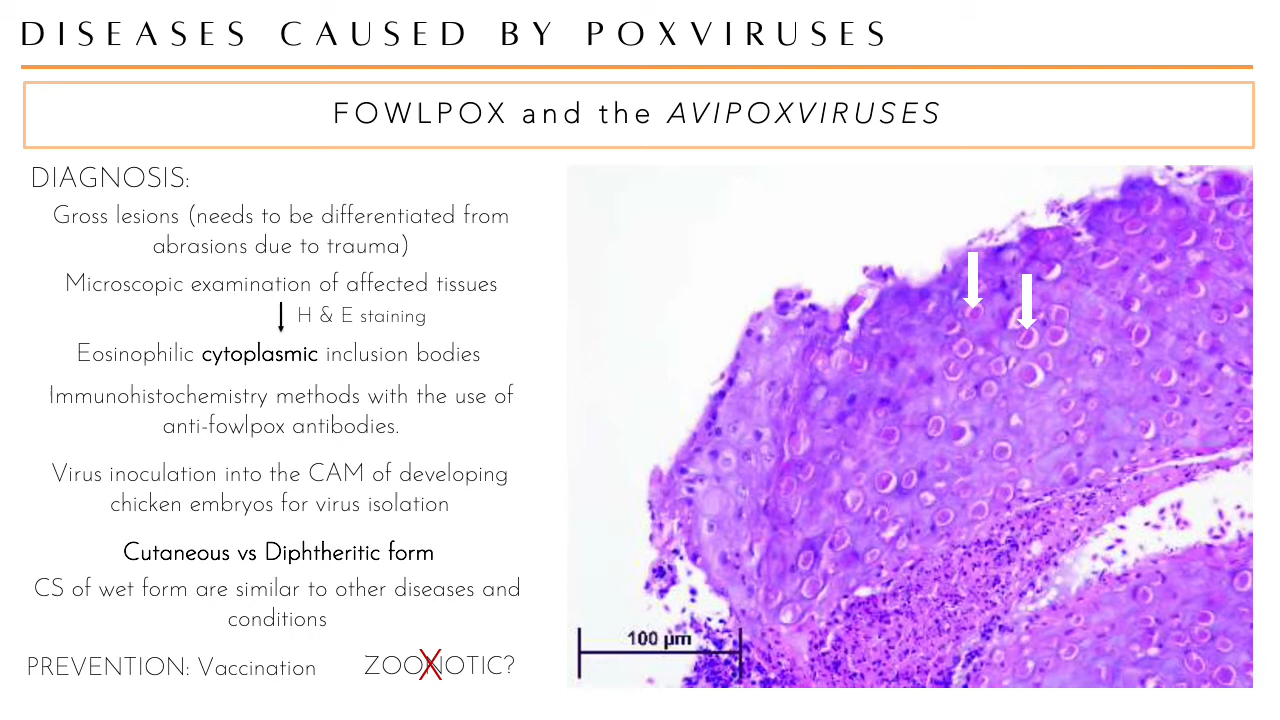 DISEASES CAUSED BY POXVIRUSES
FOWLPOX and the AVIPOXVIRUSES
DIAGNOSIS:
Gross lesions (needs to be differentiated from
abrasions due to trauma)
Microscopic examination of affected tissues
H & E staining
Eosinophilic cytoplasmic inclusion bodies
Immunohistochemistry methods with the use of
anti-fowlpox antibodies.
Virus inoculation into the CAM of developing
chicken embryos for virus isolation
Cutaneous vs Diphtheritic form
CS of wet form are similar to other diseases and
conditions
PREVENTION: Vaccination
ZOONOTIC?
100 µm